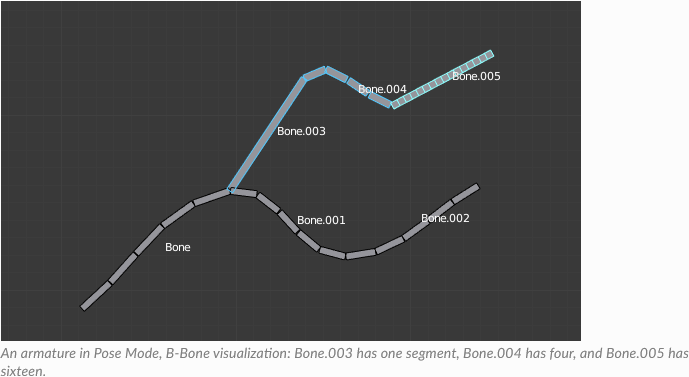 Bone.005
Bone.004
Bone.003
Bone.001
Bone.002
Bone
An armature in Pose Mode, B-Bone visualization: Bone.003 has one segment, Bone.004 has four, and Bone.005 has
sixteen.